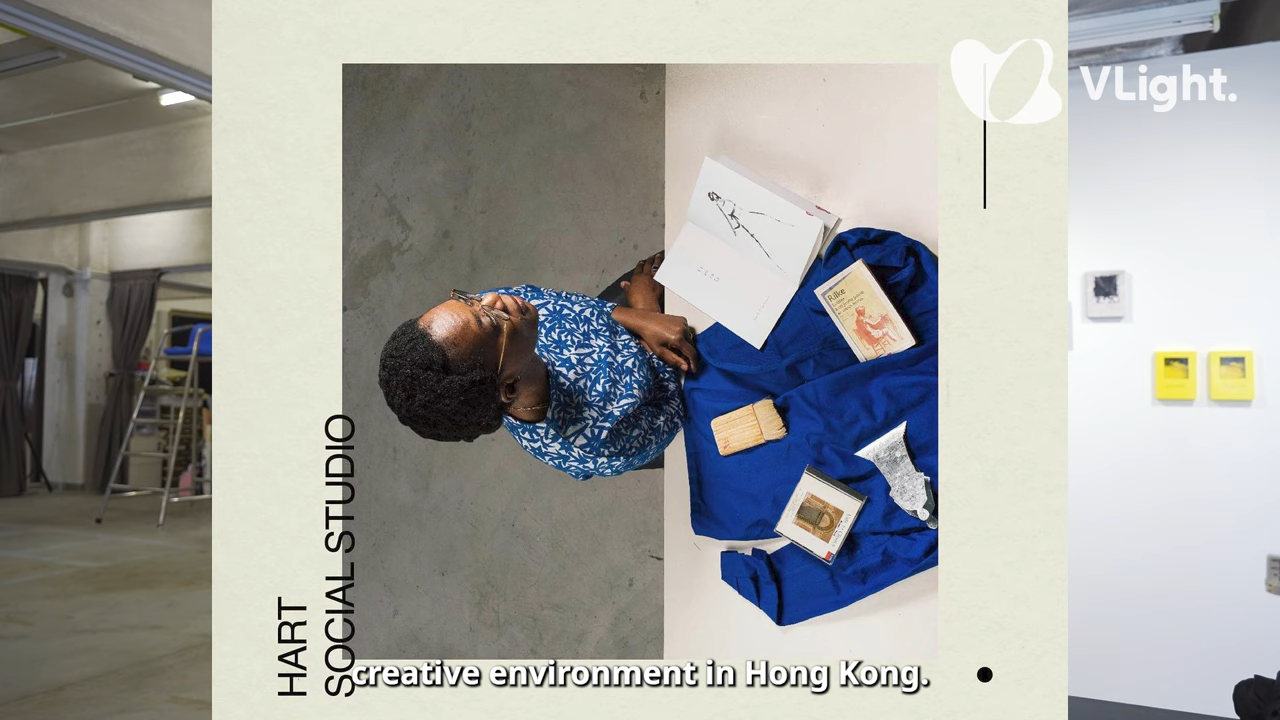 VLight.
Rilke
HART
SOCIAL STUDIO
creative environment in Hong Kong.